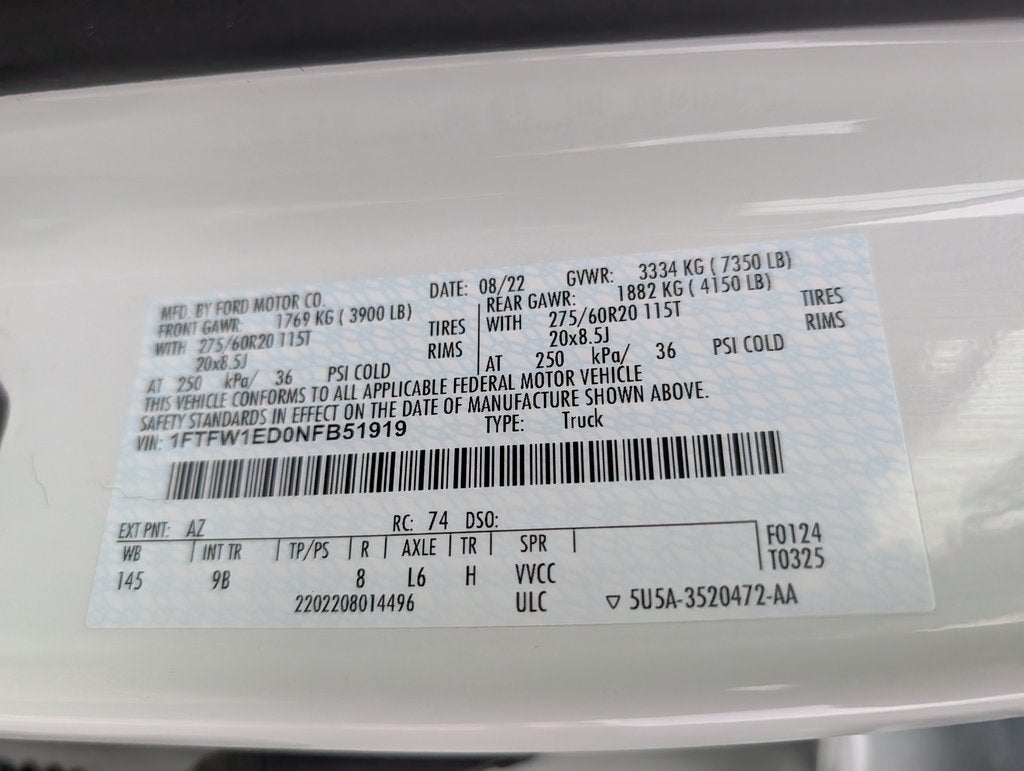 MFD. BY FORD MOTOR CO. DATE: 08/22 GVWR: 3334 KG ( 7350 LB)
FRONT GAWR: 1769 KG ( 3900 LB) REAR GAWR: 1882 KG ( 4150 LB)
WITH 275/60R20 115T TIRES WITH 275/60R20 115T TIRES
20x8.5J RIMS 20x8.5J RIMS
AT 250 kPa/ 36 PSI COLD AT 250 kPa/ 36 PSI COLD
THIS VEHICLE CONFORMS TO ALL APPLICABLE FEDERAL MOTOR VEHICLE
SAFETY STANDARDS IN EFFECT ON THE DATE OF MANUFACTURE SHOWN ABOVE.
VIN: 1FTFW1ED0NFB51919 TYPE: Truck
EXT PNT: AZ RC: 74 DSO:
WB INT TR TP/PS R AXLE TR SPR F0124
145 9B 8 L6 H VVCC T0325
2202208014496 ULC ▽ 5U5A-3520472-AA